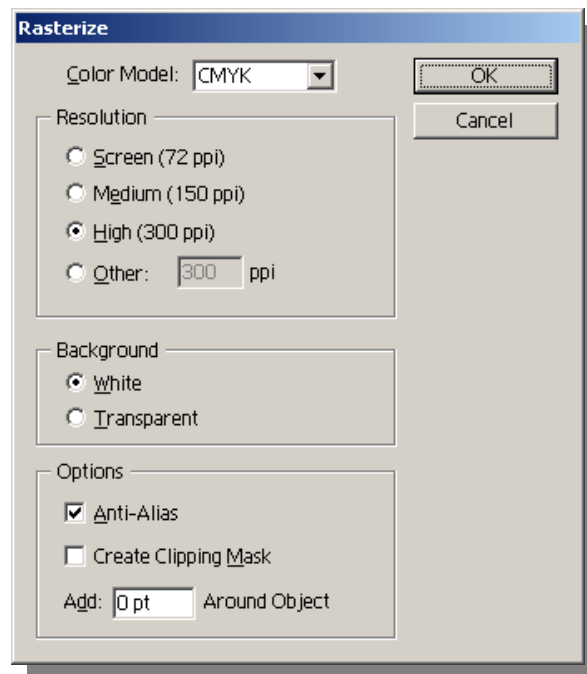 Rasterize
Color Model: CMYK
OK
Cancel
Resolution
Screen (72 ppi)
Medium (150 ppi)
High (300 ppi)
Other: 300 ppi
Background
White
Transparent
Options
Anti-Alias
Create Clipping Mask
Add: 0 pt Around Object